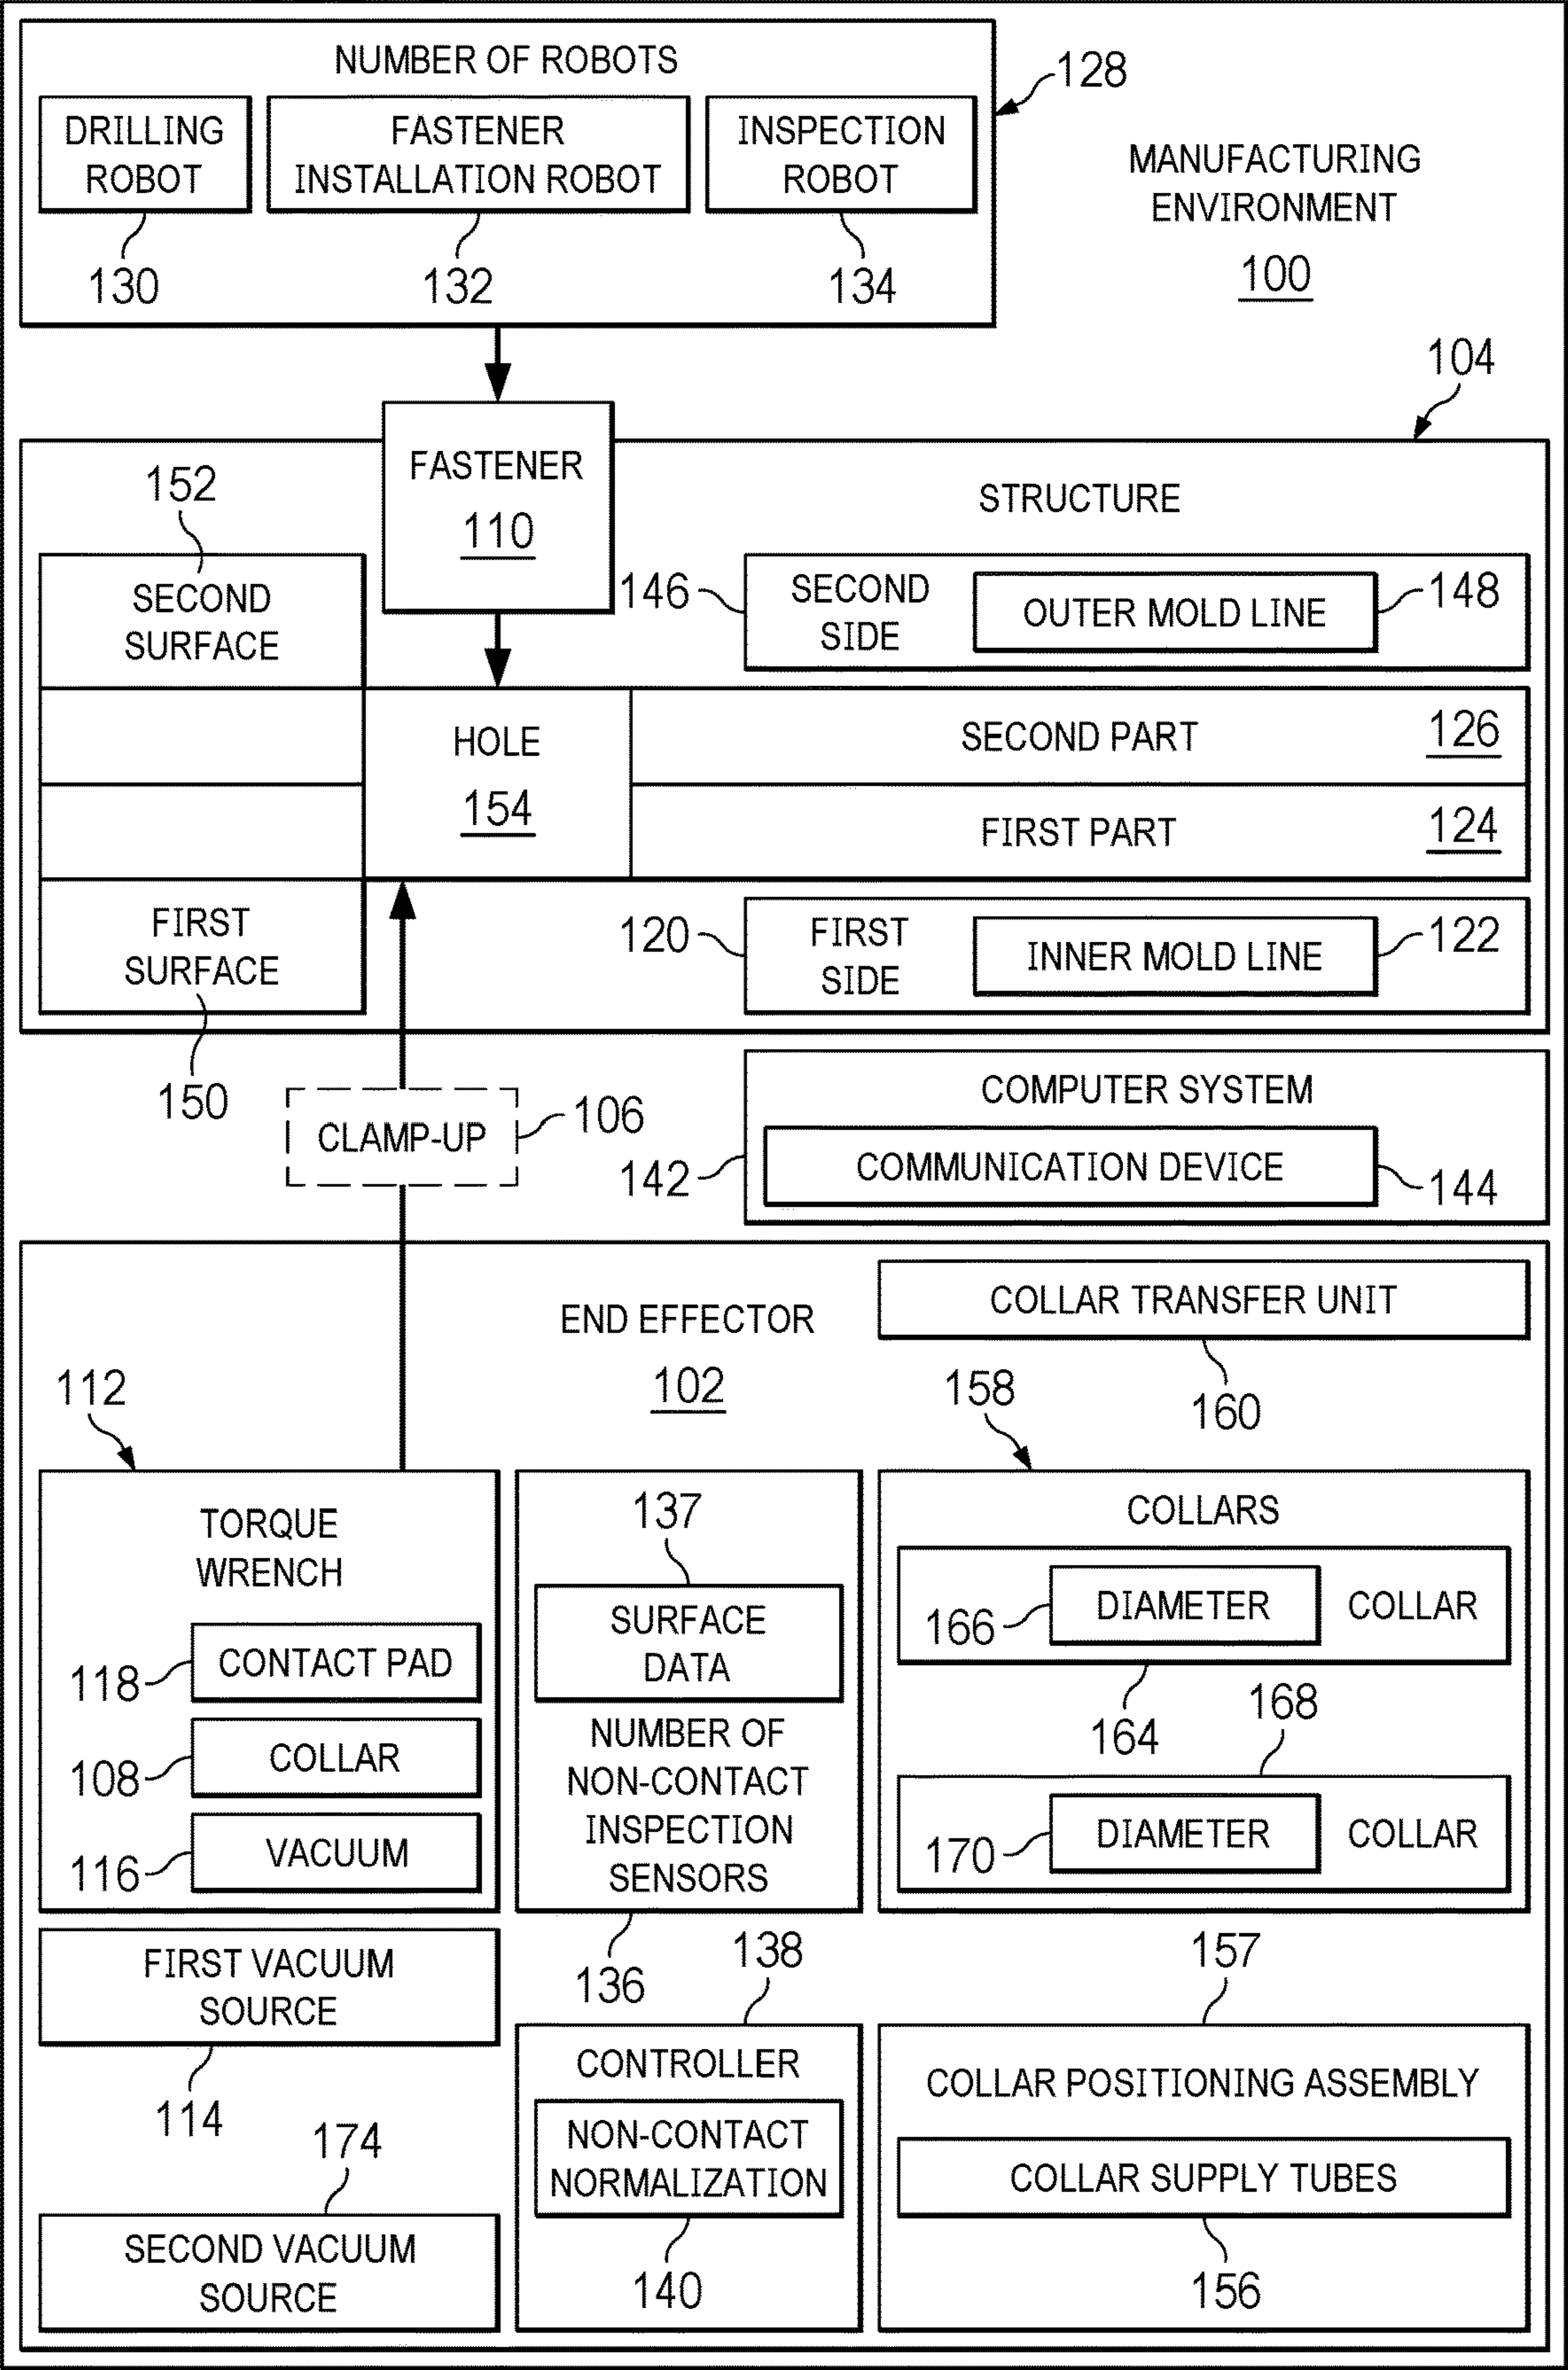 NUMBER OF ROBOTS
128
DRILLING
ROBOT
FASTENER
INSTALLATION ROBOT
INSPECTION
ROBOT
130
132
134
MANUFACTURING
ENVIRONMENT
100
104
FASTENER
110
STRUCTURE
152
SECOND
SURFACE
146
SECOND
SIDE
OUTER MOLD LINE
148
HOLE
154
SECOND PART
126
FIRST PART
124
FIRST
SURFACE
150
120
FIRST
SIDE
INNER MOLD LINE
122
CLAMP-UP
106
COMPUTER SYSTEM
142
COMMUNICATION DEVICE
144
END EFFECTOR
102
COLLAR TRANSFER UNIT
160
112
TORQUE
WRENCH
118
CONTACT PAD
108
COLLAR
116
VACUUM
137
SURFACE
DATA
NUMBER OF
NON-CONTACT
INSPECTION
SENSORS
136
158
COLLARS
166
DIAMETER
COLLAR
164
168
170
DIAMETER
COLLAR
FIRST VACUUM
SOURCE
114
174
SECOND VACUUM
SOURCE
138
CONTROLLER
NON-CONTACT
NORMALIZATION
140
157
COLLAR POSITIONING ASSEMBLY
COLLAR SUPPLY TUBES
156